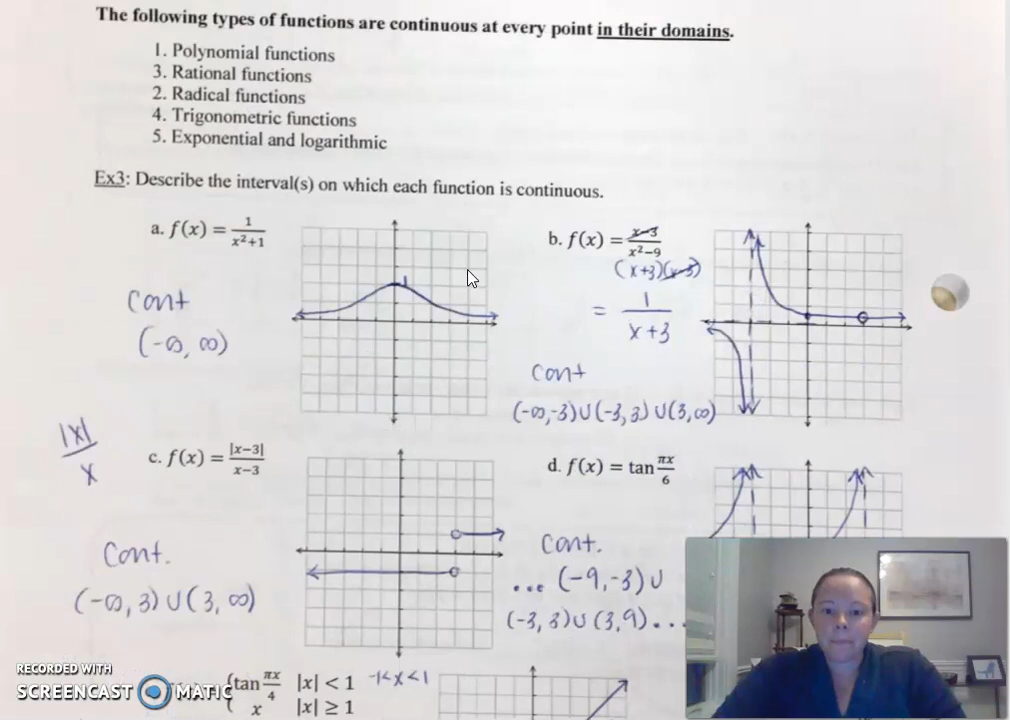 The following types of functions are continuous at every point in their domains.
1. Polynomial functions
3. Rational functions
2. Radical functions
4. Trigonometric functions
5. Exponential and logarithmic
Ex3: Describe the interval(s) on which each function is continuous.
a. f(x) = 1/(x²+1)
1
cont
(-∞, ∞)
b. f(x) = (x-3)/(x²-9)
(x+3)(x-3)
= 1/(x+3)
cont
(-∞,-3)∪(-3,3)∪(3,∞)
|x|/x
c. f(x) = |x-3|/(x-3)
cont.
(-∞, 3) ∪ (3, ∞)
d. f(x) = tan πx/6
cont.
... (-9,-3) ∪
(-3, 3)∪(3,9)...
RECORDED WITH
SCREENCAST MATIC
tan πx/4 |x| < 1 -1<x<1
x |x| ≥ 1